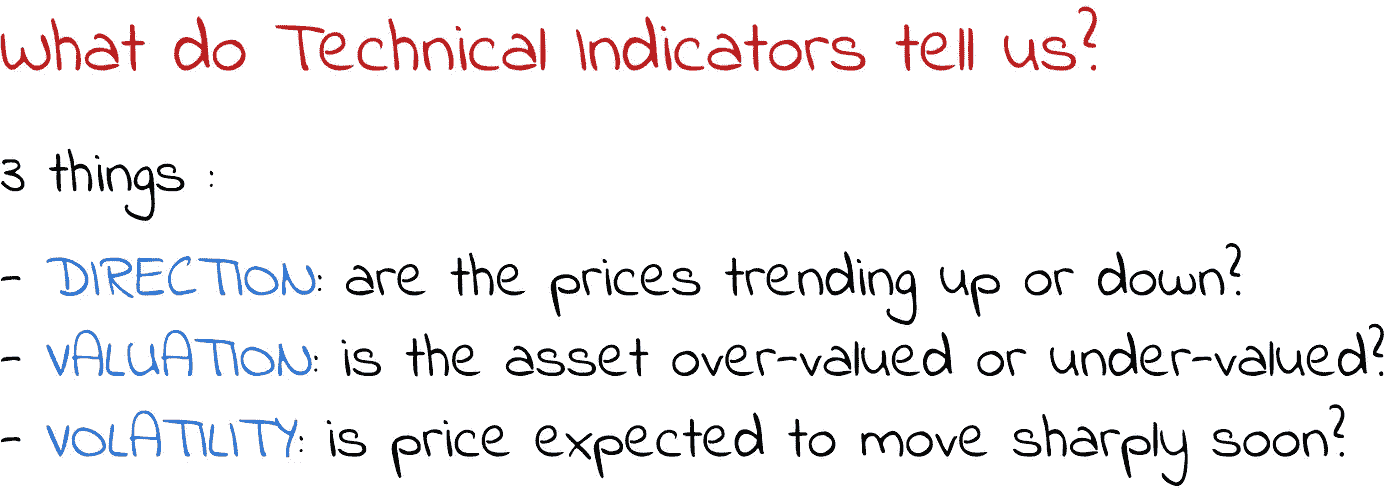 What do Technical Indicators tell us?
3 things :
- DIRECTION: are the prices trending up or down?
- VALUATION: is the asset over-valued or under-valued?
- VOLATILITY: is price expected to move sharply soon?